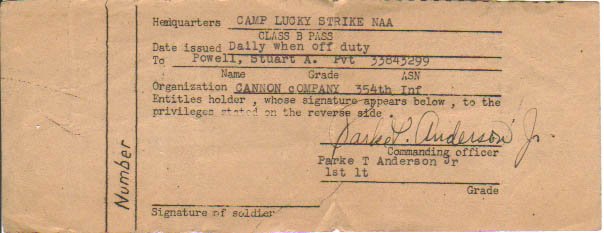 Headquarters CAMP LUCKY STRIKE NAA
CLASS B PASS
Date issued Daily when off duty
To Powell, Stuart A. Pvt 33843299
Name Grade ASN
Organization CANNON cOMPANY 354th Inf
Entitles holder , whose signature appears below , to the
privileges stated on the reverse side .
Parke T. Anderson Jr.
Commanding officer
Parke T Anderson Jr
1st lt
Grade
Signature of soldier
Number